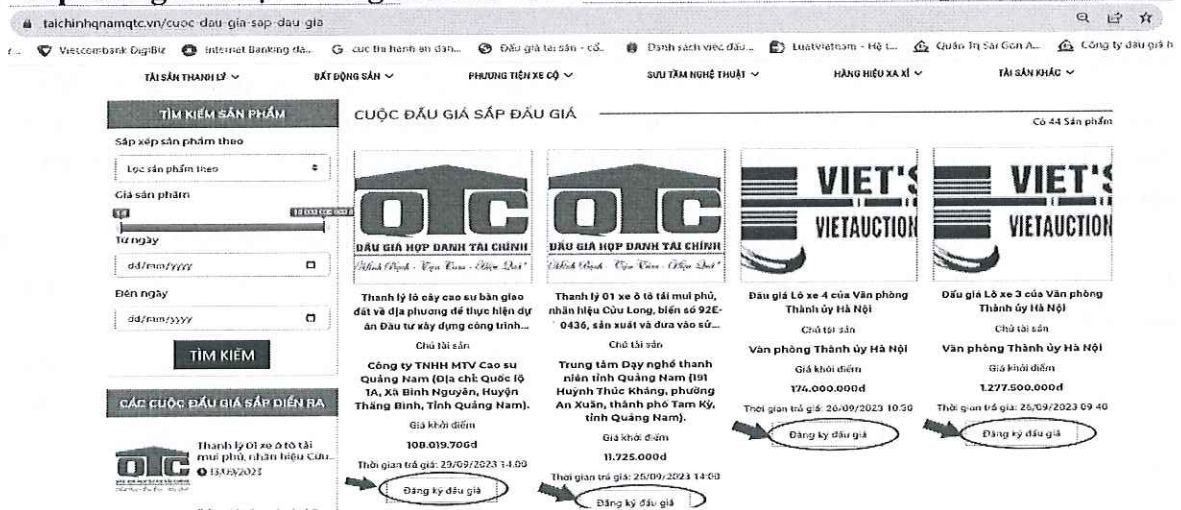 taichinhqnamqtc.vn/cuoc-dau-gia-sap-dau-gia
Vietcombank DigiBiz
Internet Banking dà...
cuc thi hanh an dan...
Đấu giá tài sản - cổ...
Danh sách việc đấu...
Luatvietnam - Hệ t...
Quản Trị Sài Gòn A...
Công ty đấu giá h
TÀI SẢN THANH LÝ
BẤT ĐỘNG SẢN
PHƯƠNG TIỆN XE CỘ
SƯU TẦM NGHỆ THUẬT
HÀNG HIỆU XA XỈ
TÀI SẢN KHÁC
TÌM KIẾM SẢN PHẨM
Sắp xếp sản phẩm theo
Lọc sản phẩm theo
Giá sản phẩm
Từ ngày
dd/mm/yyyy
Đến ngày
dd/mm/yyyy
TÌM KIẾM
CÁC CUỘC ĐẤU GIÁ SẮP DIỄN RA
QTC
Thanh lý 01 xe ô tô tải
mui phủ, nhãn hiệu Cửu...
13/09/2023
CUỘC ĐẤU GIÁ SẮP ĐẤU GIÁ
Có 44 Sản phẩm
QTC
ĐẤU GIÁ HỢP DANH TÀI CHÍNH
Thanh lý lô cây cao su bàn giao
đất về địa phương để thực hiện dự
án Đầu tư xây dựng công trình...
Chủ tài sản
Công ty TNHH MTV Cao su
Quảng Nam (Địa chỉ: Quốc lộ
1A, Xã Bình Nguyên, Huyện
Thăng Bình, Tỉnh Quảng Nam).
Giá khởi điểm
108.019.706đ
Thời gian trả giá: 29/09/2023 14:00
Đăng ký đấu giá
QTC
ĐẤU GIÁ HỢP DANH TÀI CHÍNH
Thanh lý 01 xe ô tô tải mui phủ,
nhãn hiệu Cửu Long, biển số 92E-
0436, sản xuất và đưa vào sử...
Chủ tài sản
Trung tâm Dạy nghề thanh
niên tỉnh Quảng Nam (191
Huỳnh Thúc Kháng, phường
An Xuân, thành phố Tam Kỳ,
tỉnh Quảng Nam).
Giá khởi điểm
11.725.000đ
Thời gian trả giá: 25/09/2023 14:00
Đăng ký đấu giá
VIET'S
VIETAUCTION
Đấu giá Lô xe 4 của Văn phòng
Thành ủy Hà Nội
Chủ tài sản
Văn phòng Thành ủy Hà Nội
Giá khởi điểm
174.000.000đ
Thời gian trả giá: 26/09/2023 10:30
Đăng ký đấu giá
VIET'S
VIETAUCTION
Đấu giá Lô xe 3 của Văn phòng
Thành ủy Hà Nội
Chủ tài sản
Văn phòng Thành ủy Hà Nội
Giá khởi điểm
1.277.500.000đ
Thời gian trả giá: 26/09/2023 09:40
Đăng ký đấu giá